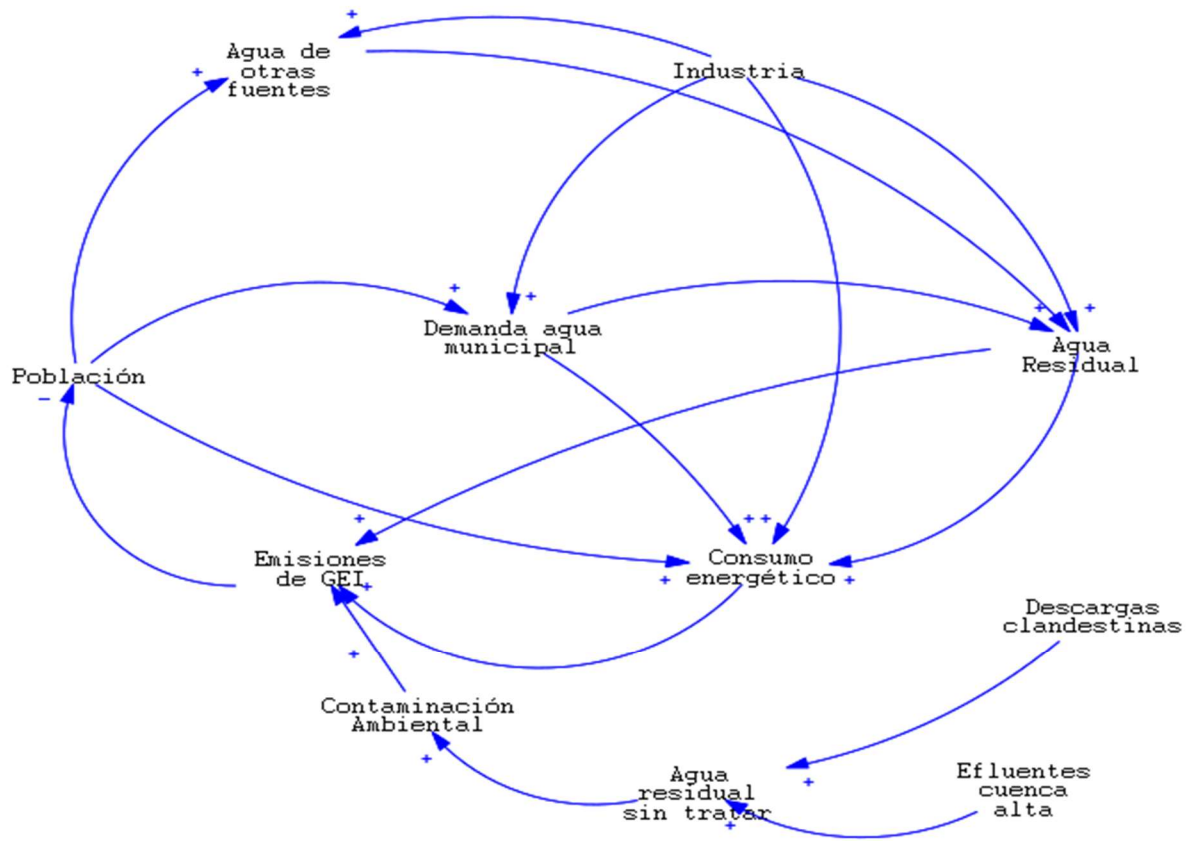 +
Agua de
otras
fuentes
+
Industria
+
+
Demanda agua
municipal
+
+
Agua
Residual
Población
-
+
Emisiones
de GEI
+
+
+
Consumo
energético
+
+
Descargas
clandestinas
+
Contaminación
Ambiental
+
Agua
residual
sin tratar
+
+
Efluentes
cuenca
alta